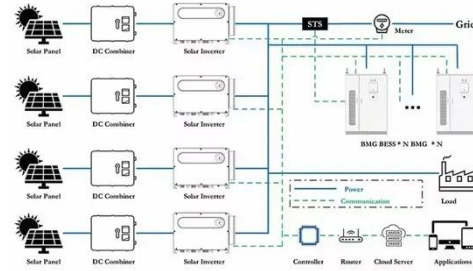 STS
Meter
Grid
Solar Panel DC Combiner Solar Inverter
Solar Panel DC Combiner Solar Inverter
BMG BESS * N BMG * N
Solar Panel DC Combiner Solar Inverter
Power
Communication
Load
Solar Panel DC Combiner Solar Inverter
Controller Router Cloud Server Applications